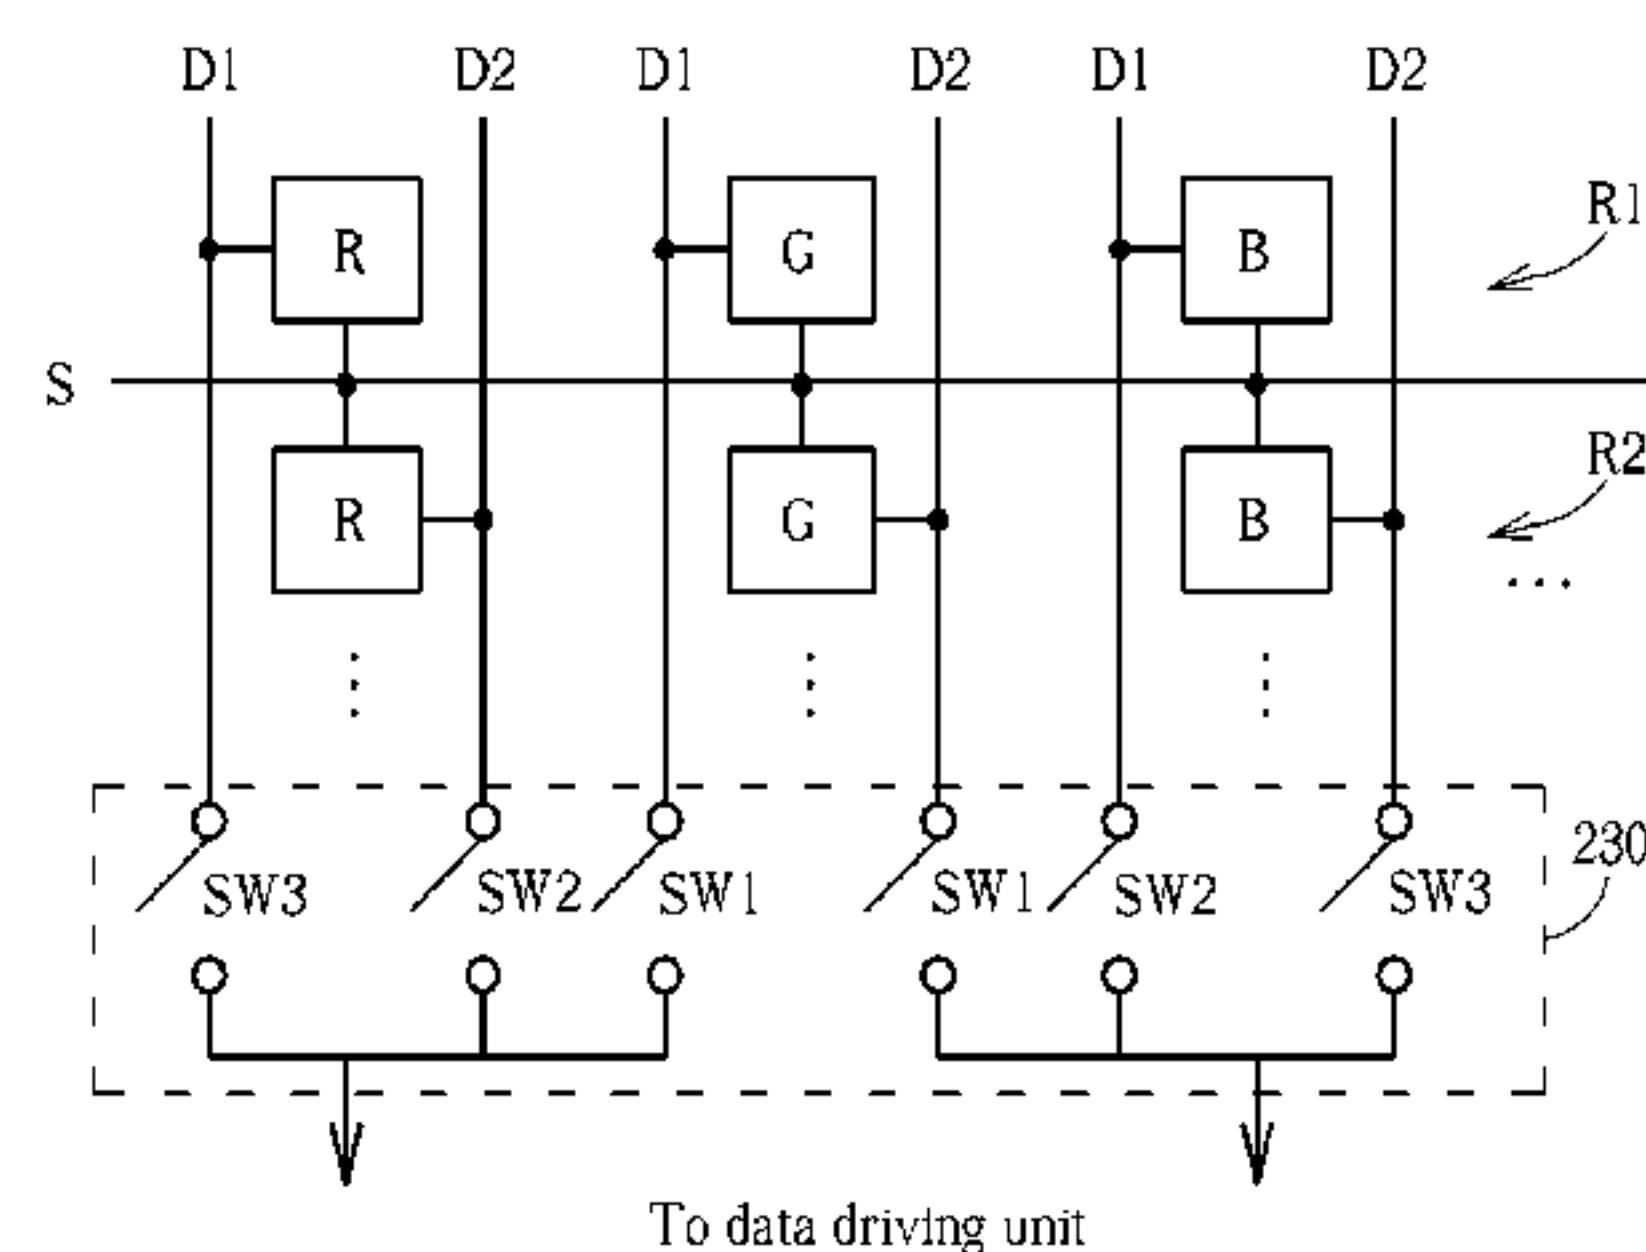 D1 D2 D1 D2 D1 D2
R G B R1
S
R G B R2
...
SW3 SW2 SW1 SW1 SW2 SW3 230
To data driving unit